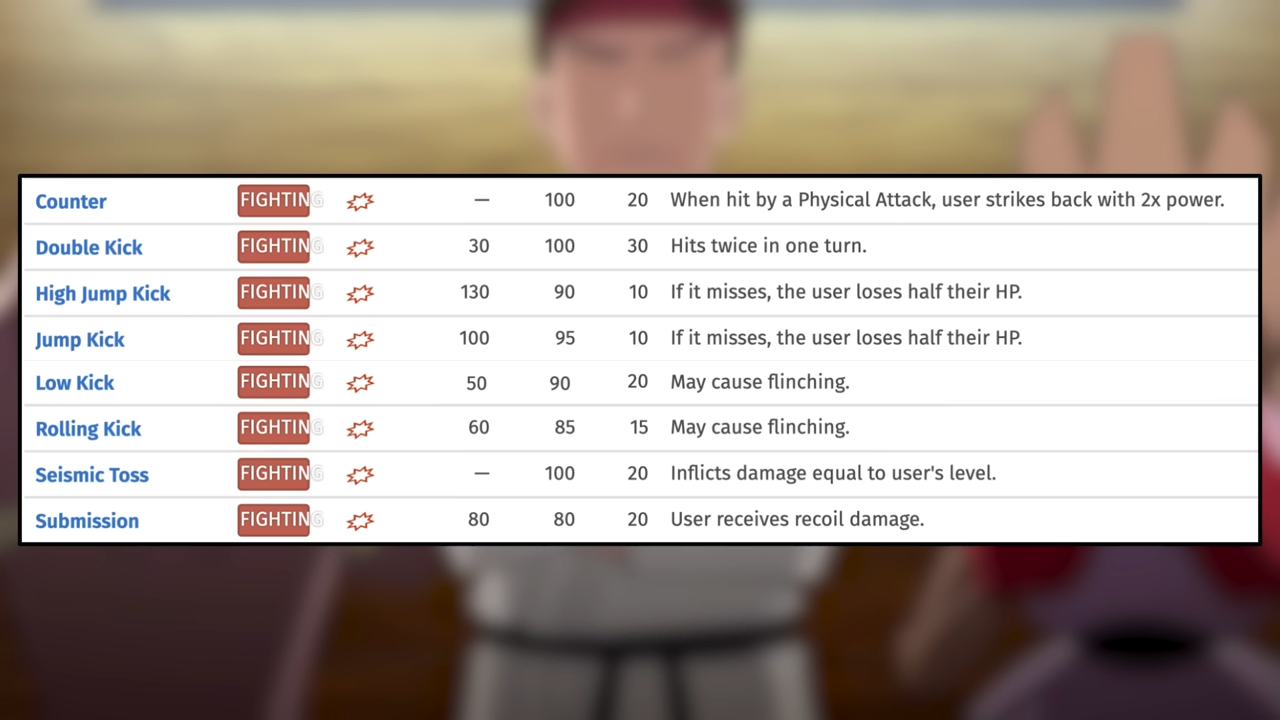 Counter FIGHTING — 100 20 When hit by a Physical Attack, user strikes back with 2x power.
Double Kick FIGHTING 30 100 30 Hits twice in one turn.
High Jump Kick FIGHTING 130 90 10 If it misses, the user loses half their HP.
Jump Kick FIGHTING 100 95 10 If it misses, the user loses half their HP.
Low Kick FIGHTING 50 90 20 May cause flinching.
Rolling Kick FIGHTING 60 85 15 May cause flinching.
Seismic Toss FIGHTING — 100 20 Inflicts damage equal to user's level.
Submission FIGHTING 80 80 20 User receives recoil damage.